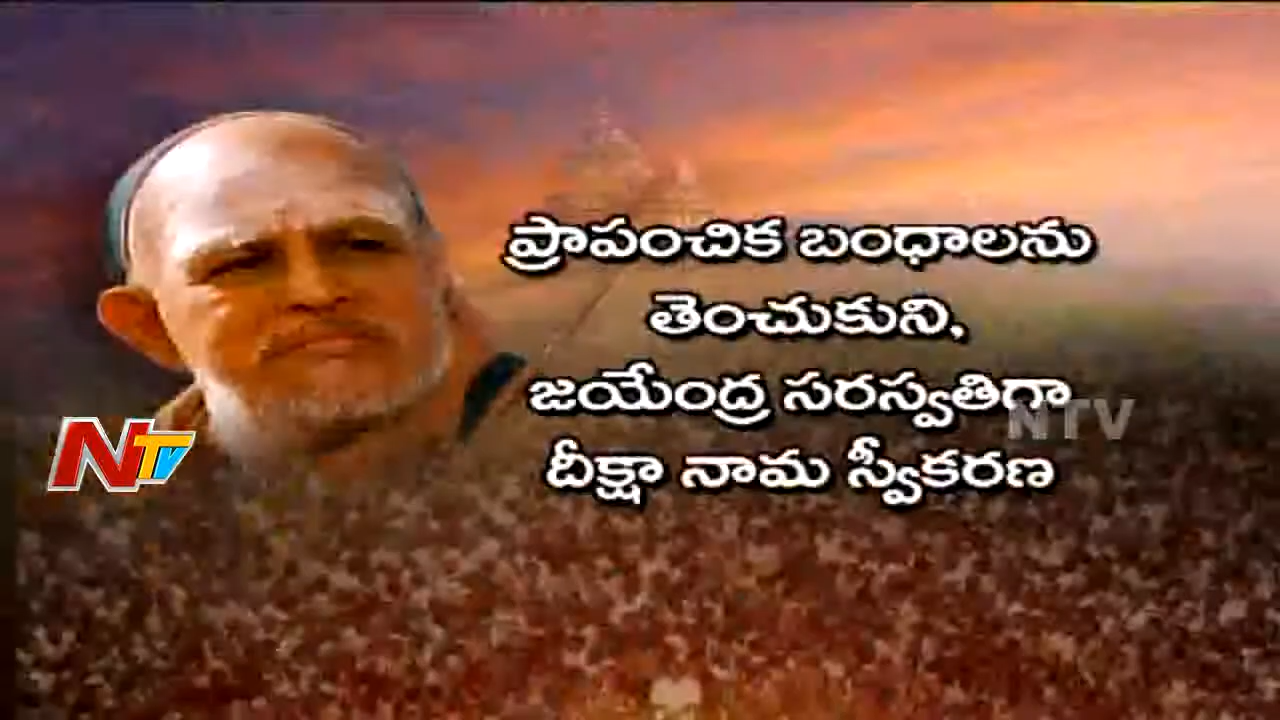 ప్రాపంచిక బంధాలను
తెంచుకుని,
జయేంద్ర సరస్వతిగా
దీక్షా నామ స్వీకరణ
NTV
NTV